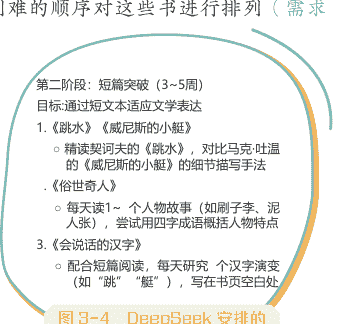 困难的顺序对这些书进行排列（需求
第二阶段：短篇突破（3~5周）
目标:通过短文本适应文学表达
1.《跳水》《威尼斯的小艇》
○ 精读契诃夫的《跳水》，对比马克·吐温
的《威尼斯的小艇》的细节描写手法
.《俗世奇人》
○ 每天读1~ 个人物故事（如刷子李、泥
人张），尝试用四字成语概括人物特点
3.《会说话的汉字》
○ 配合短篇阅读，每天研究 个汉字演变
（如“跳”“艇”），写在书页空白处
图 3-4 DeepSeek 安排的